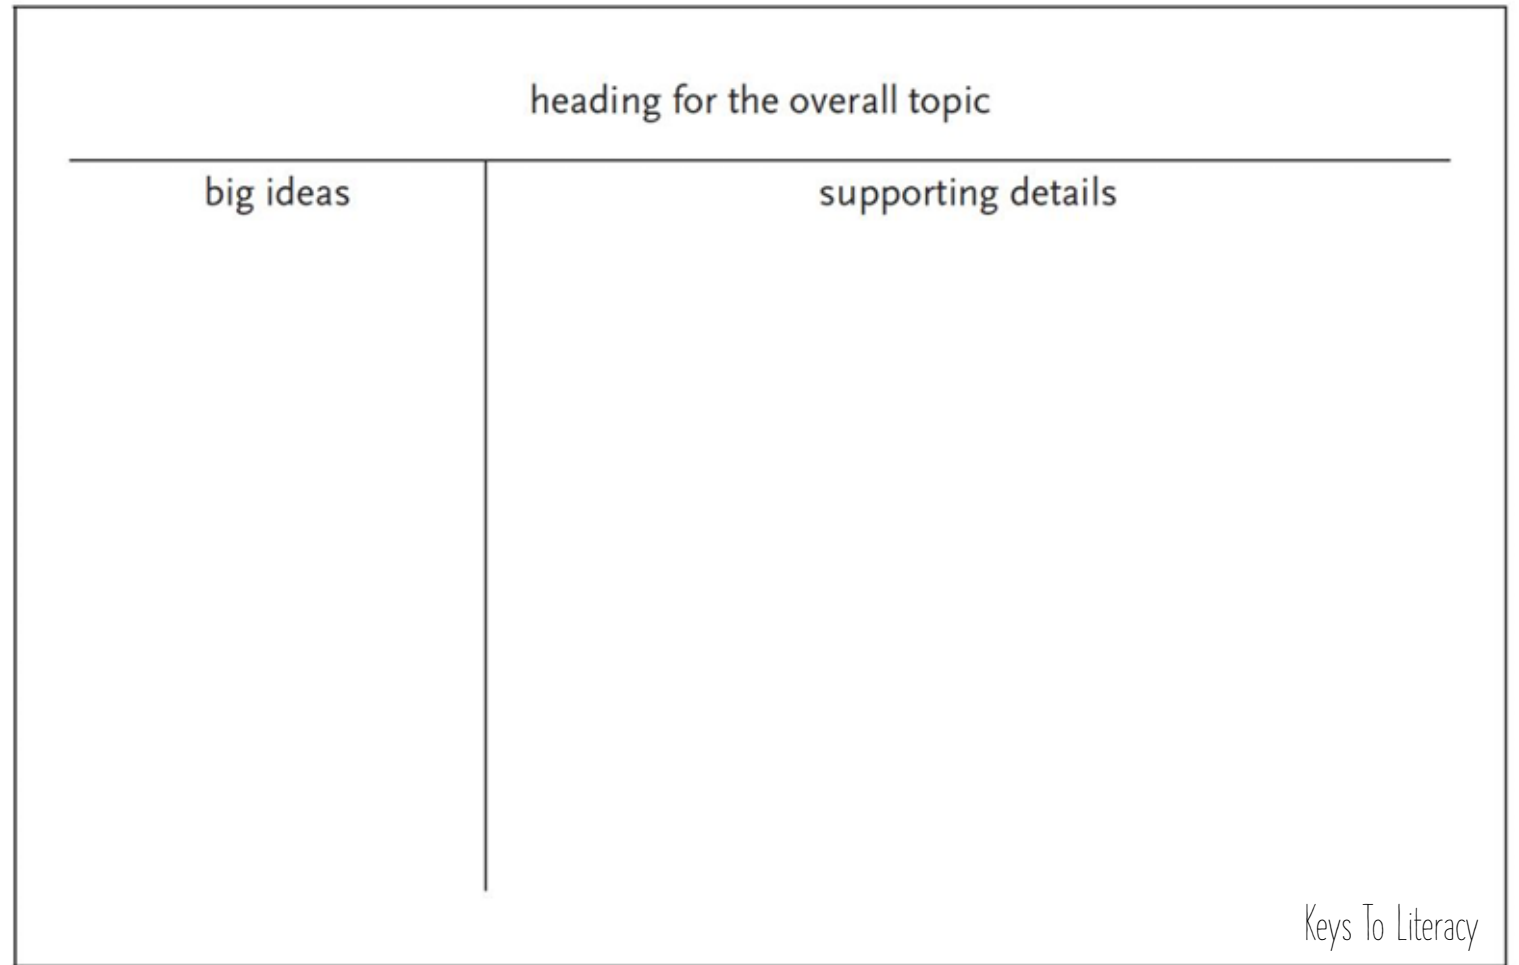 heading for the overall topic
big ideas
supporting details
Keys To Literacy